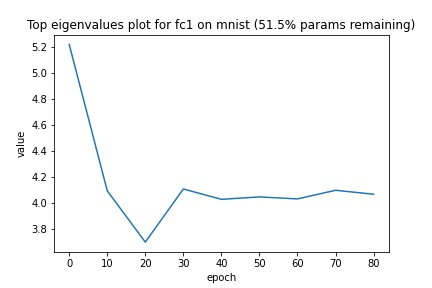 Top eigenvalues plot for fc1 on mnist (51.5% params remaining)
5.2
5.0
4.8
4.6
4.4
4.2
4.0
3.8
value
0 10 20 30 40 50 60 70 80
epoch